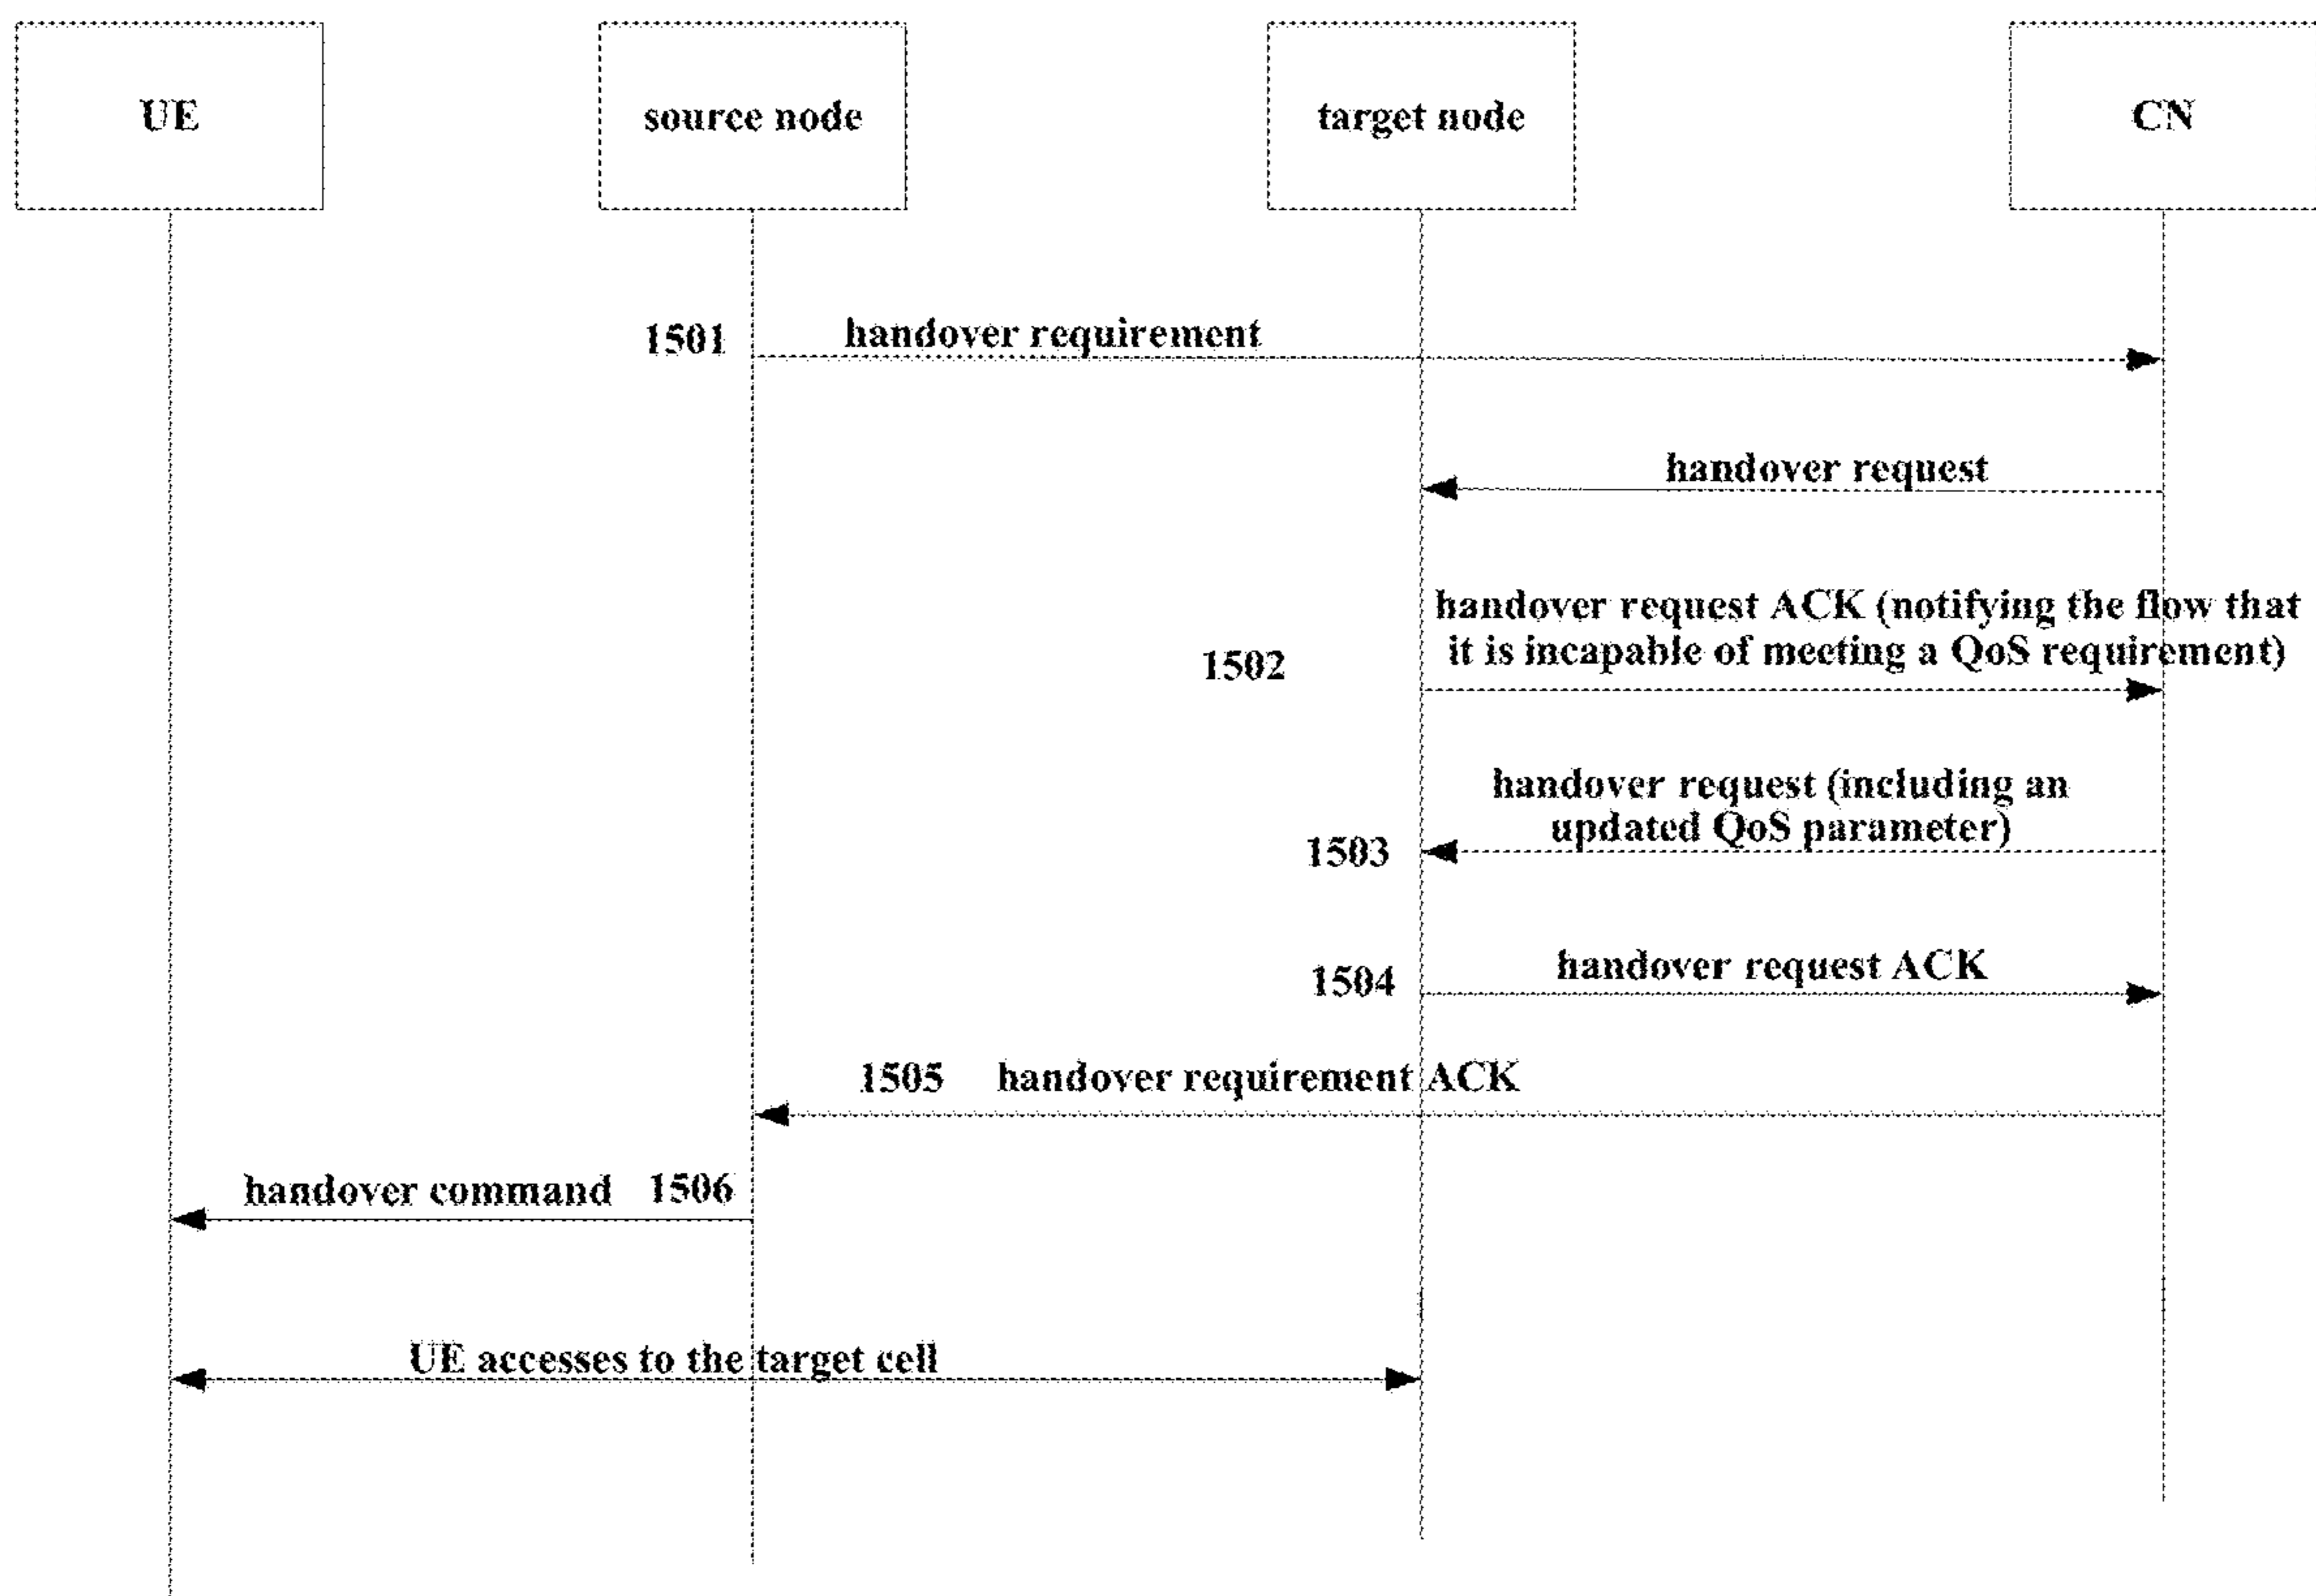 UE
source node
target node
CN
1501
handover requirement
handover request
handover request ACK (notifying the flow that
it is incapable of meeting a QoS requirement)
1502
handover request (including an
updated QoS parameter)
1503
handover request ACK
1504
1505 handover requirement ACK
handover command 1506
UE accesses to the target cell